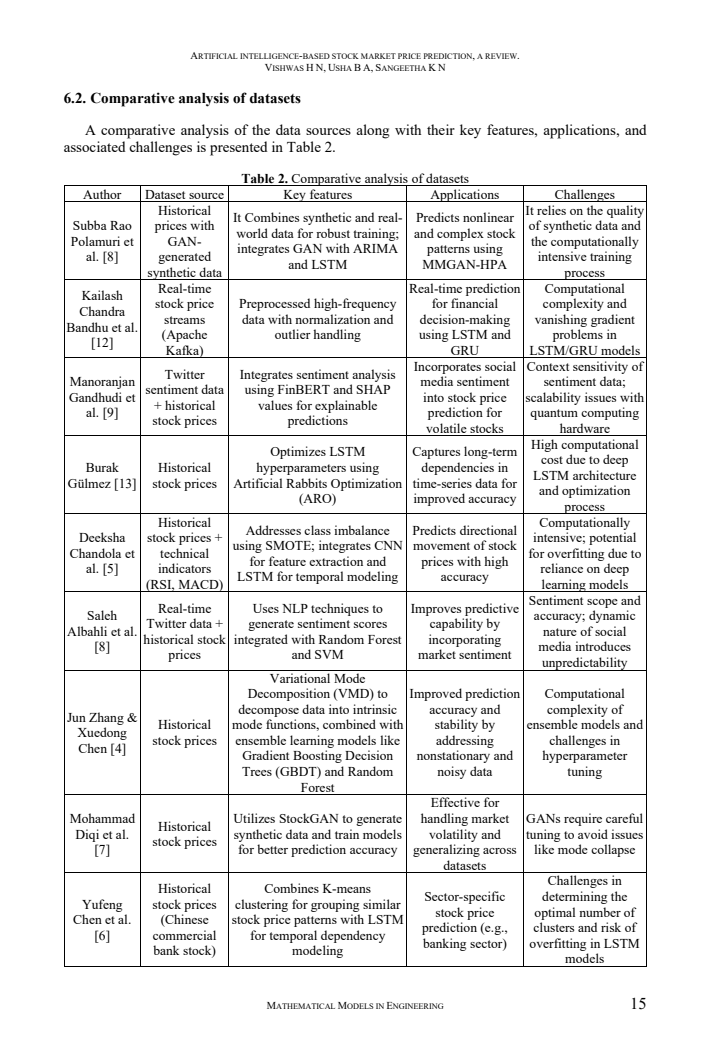 ARTIFICIAL INTELLIGENCE-BASED STOCK MARKET PRICE PREDICTION, A REVIEW.
VISHWAS H N, USHA B A, SANGEETHA K N
6.2. Comparative analysis of datasets
A comparative analysis of the data sources along with their key features, applications, and
associated challenges is presented in Table 2.
Table 2. Comparative analysis of datasets
Author
Dataset source
Key features
Applications
Challenges
Subba Rao
Polamuri et
al. [8]
Historical
prices with
GAN-
generated
synthetic data
It Combines synthetic and real-
world data for robust training;
integrates GAN with ARIMA
and LSTM
Predicts nonlinear
and complex stock
patterns using
MMGAN-HPA
It relies on the quality
of synthetic data and
the computationally
intensive training
process
Kailash
Chandra
Bandhu et al.
[12]
Real-time
stock price
streams
(Apache
Kafka)
Preprocessed high-frequency
data with normalization and
outlier handling
Real-time prediction
for financial
decision-making
using LSTM and
GRU
Computational
complexity and
vanishing gradient
problems in
LSTM/GRU models
Manoranjan
Gandhudi et
al. [9]
Twitter
sentiment data
+ historical
stock prices
Integrates sentiment analysis
using FinBERT and SHAP
values for explainable
predictions
Incorporates social
media sentiment
into stock price
prediction for
volatile stocks
Context sensitivity of
sentiment data;
scalability issues with
quantum computing
hardware
Burak
Gülmez [13]
Historical
stock prices
Optimizes LSTM
hyperparameters using
Artificial Rabbits Optimization
(ARO)
Captures long-term
dependencies in
time-series data for
improved accuracy
High computational
cost due to deep
LSTM architecture
and optimization
process
Deeksha
Chandola et
al. [5]
Historical
stock prices +
technical
indicators
(RSI, MACD)
Addresses class imbalance
using SMOTE; integrates CNN
for feature extraction and
LSTM for temporal modeling
Predicts directional
movement of stock
prices with high
accuracy
Computationally
intensive; potential
for overfitting due to
reliance on deep
learning models
Saleh
Albahli et al.
[8]
Real-time
Twitter data +
historical stock
prices
Uses NLP techniques to
generate sentiment scores
integrated with Random Forest
and SVM
Improves predictive
capability by
incorporating
market sentiment
Sentiment scope and
accuracy; dynamic
nature of social
media introduces
unpredictability
Jun Zhang &
Xuedong
Chen [4]
Historical
stock prices
Variational Mode
Decomposition (VMD) to
decompose data into intrinsic
mode functions, combined with
ensemble learning models like
Gradient Boosting Decision
Trees (GBDT) and Random
Forest
Improved prediction
accuracy and
stability by
addressing
nonstationary and
noisy data
Computational
complexity of
ensemble models and
challenges in
hyperparameter
tuning
Mohammad
Diqi et al.
[7]
Historical
stock prices
Utilizes StockGAN to generate
synthetic data and train models
for better prediction accuracy
Effective for
handling market
volatility and
generalizing across
datasets
GANs require careful
tuning to avoid issues
like mode collapse
Yufeng
Chen et al.
[6]
Historical
stock prices
(Chinese
commercial
bank stock)
Combines K-means
clustering for grouping similar
stock price patterns with LSTM
for temporal dependency
modeling
Sector-specific
stock price
prediction (e.g.,
banking sector)
Challenges in
determining the
optimal number of
clusters and risk of
overfitting in LSTM
models
MATHEMATICAL MODELS IN ENGINEERING
15